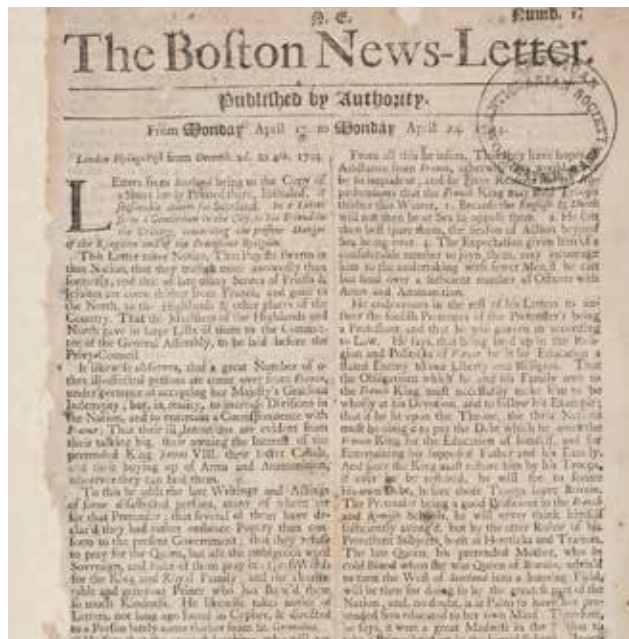 N. E. Numb. 1.
The Boſton News-Letter.
Publiſhed by Authority.
From Monday April 17. to Monday April 24. 1704.
London Flying-Poſt from Decemb. 2d. to 4th. 1703.
LEtters from Scotland bring us the Copy of
a Sheet lately Printed there, Intituled, A
ſeaſonable Alarm for Scotland. In a Letter
from a Gentleman in the City, to his Friend in
the Country, concerning the preſent Danger
of the Kingdom and of the Proteſtant Religion.
This Letter takes Notice, That Papiſts ſwarm in
that Nation, that they traffick more avowedly than
formerly, and that of late many Scores of Prieſts &
Jeſuites are come thither from France, and gone to
the North, to the Highlands & other places of the
Country. That the Miniſters of the Highlands and
North gave in large Liſts of them to the Commit-
tee of the General Aſſembly, to be laid before the
Privy-Council.
It likewiſe obſerves, that a great Number of o-
ther ill-affected perſons are come over from France,
under pretence of accepting her Majeſty's Gracious
Indemnity; but, in reality, to increaſe Diviſions in
the Nation, and to entertain a Correſpondence with
France: That their ill Intentions are evident from
their talking big, their owning the Intereſt of the
pretended King James VIII. their ſecret Cabals,
and their buying up of Arms and Ammunition,
wherever they can find them.
To this he adds the late Writings and Actings
of ſome diſaffected perſons, many of whom are
for that Pretender; that ſeveral of them have de-
clar'd they had rather embrace Popery than con-
form to the preſent Government; that they refuſe
to pray for the Queen, but uſe the ambiguous word
Soveraign, and ſome of them pray in expreſs Words
for the King and Royal Family; and the charita-
ble and generous Prince who has ſhew'd them
ſo much Kindneſs. He likewiſe takes notice of
Letters, not long ago found in Cypher, & directed
to a Perſon lately come thither from St. Germains.
From all this he infers, That they have hopes of
Aſſiſtance from France, otherwiſe they would never
be ſo impudent; and he gives Reaſons for his Ap-
prehenſions that the French King may ſend Troops
thither this Winter, 1. Becauſe the Engliſh & Dutch
will not then be at Sea to oppoſe them. 2. He can
then beſt ſpare them, the Seaſon of Action beyond
Sea being over. 3. The Expectation given him of a
conſiderable number to joyn them, may encourage
him to the undertaking with fewer Men, if he can
but ſend over a ſufficient number of Officers with
Arms and Ammunition.
He endeavours in the reſt of his Letters to an-
ſwer the fooliſh Pretences of the Pretender's being
a Proteſtant and that he will govern us according
to Law. He ſays, that being bred up in the Reli-
gion and Politicks of France, he is by Education a
ſtated Enemy to our Liberty and Religion. That
the Obligations which he and his Family owe to
the French King, muſt neceſſarily make him to be
wholly at his Devotion, and to follow his Example;
that if he ſit upon the Throne, the three Nations
muſt be oblig'd to pay the Debt which he owes the
French King for the Education of himſelf, and for
Entertaining his ſuppoſed Father and his Family.
And ſince the King muſt reſtore him by his Troops,
if ever he be reſtored, he will ſee to ſecure
his own Debt, before thoſe Troops leave Britain.
The Pretender being a good Proficient in the French
and Romiſh Schools, he will never think himſelf
ſufficiently aveng'd, but by the utter Ruine of his
Proteſtant Subjects, both as Hereticks and Traitors.
The late Queen, his pretended Mother, who in
cold Blood when ſhe was Queen of Britain, advis'd
to turn the Weſt of Scotland into a hunting Field,
will be then for doing ſo by the greateſt part of the
Nation; and, no doubt, is at Pains to have her pre-
tended Son educated to her own Mind: Therefore,
he ſays, it were a great Madneſs in the
ANTIQUARIAN SOCIETY